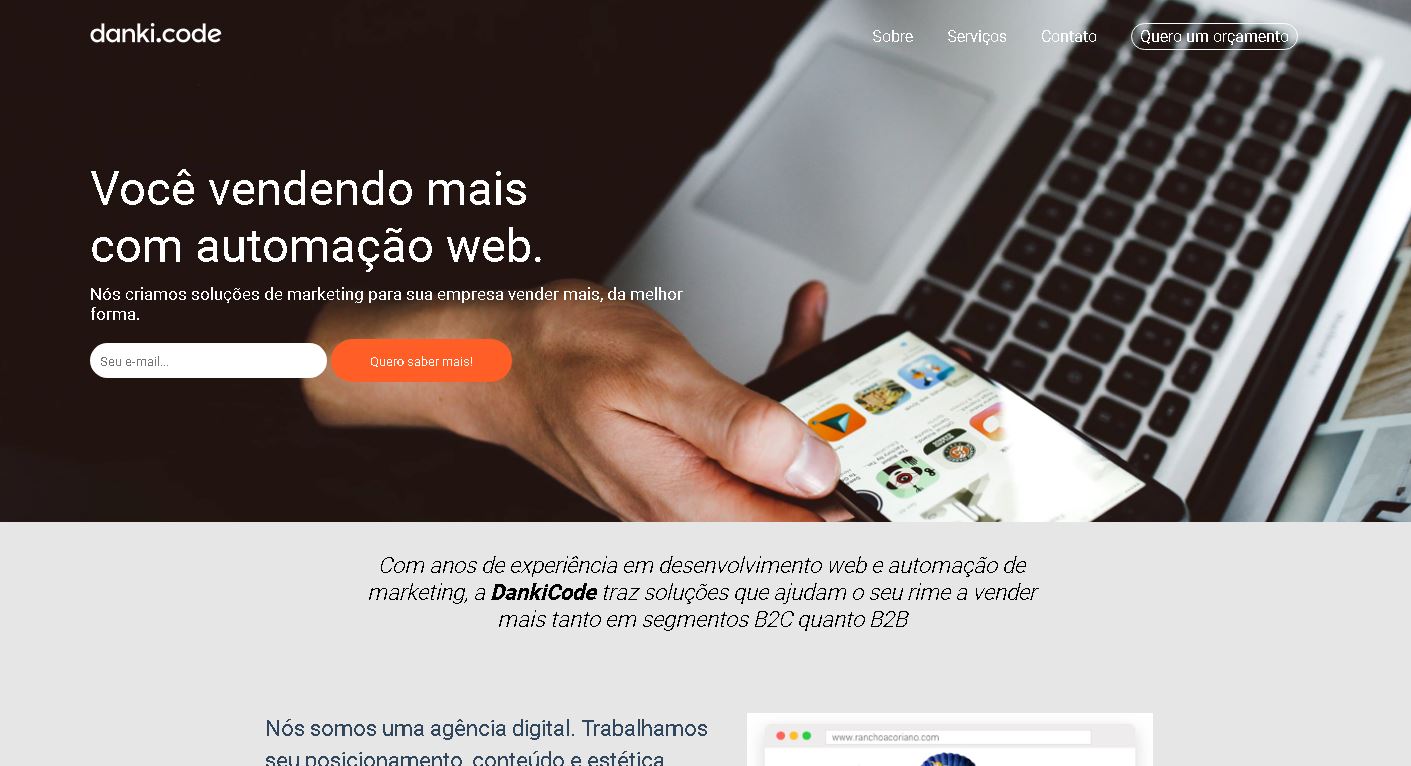 danki.code
Sobre Serviços Contato Quero um orçamento
Você vendendo mais
com automação web.
Nós criamos soluções de marketing para sua empresa vender mais, da melhor
forma.
Seu e-mail... Quero saber mais!
Com anos de experiência em desenvolvimento web e automação de
marketing, a DankiCode traz soluções que ajudam o seu rime a vender
mais tanto em segmentos B2C quanto B2B
Nós somos uma agência digital. Trabalhamos
seu posicionamento, conteúdo e estética
www.ranchoacoriano.com